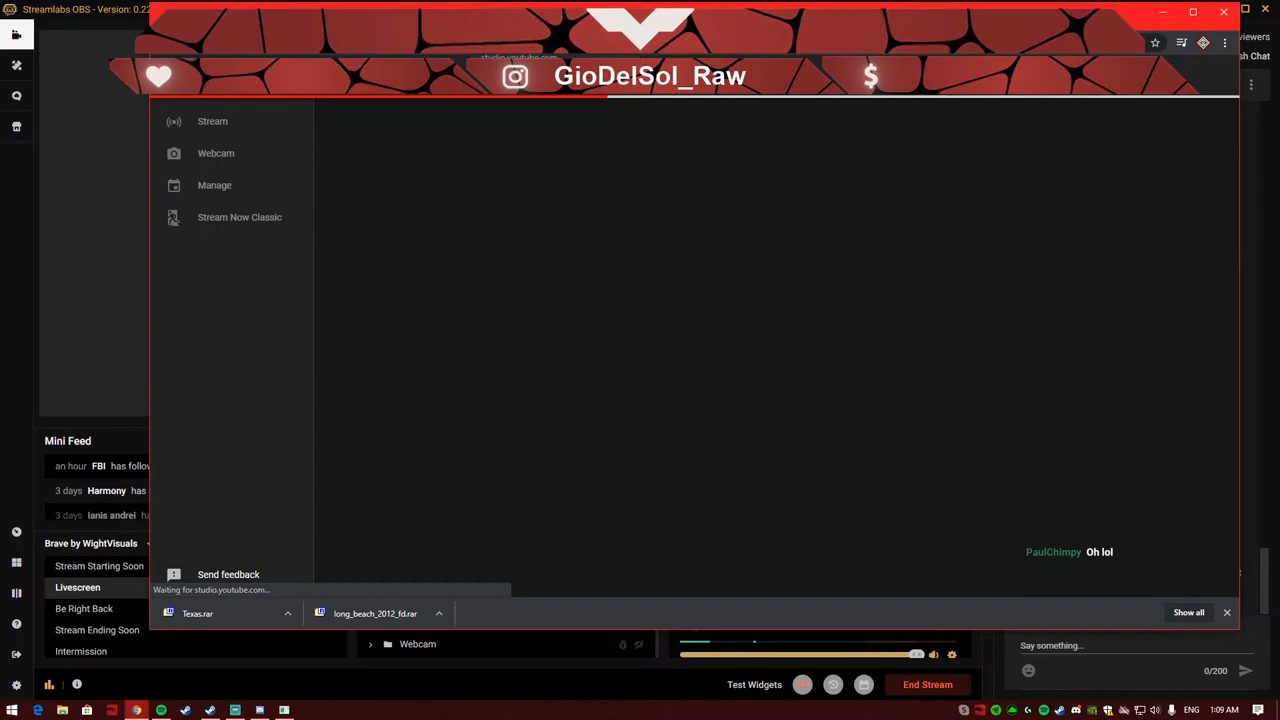 Streamlabs OBS - Version: 0.22
viewers
studio.youtube.com
sh Chat
GioDelSol_Raw
$
Stream
Webcam
Manage
Stream Now Classic
Mini Feed
an hour FBI has follow
3 days Harmony has
3 days ianis andrei ha
Brave by WightVisuals
PaulChimpy Oh lol
Stream Starting Soon
Send feedback
Livescreen
Waiting for studio.youtube.com...
Be Right Back
Texas.rar
long_beach_2012_fd.rar
Show all
Stream Ending Soon
Intermission
Webcam
Say something...
Test Widgets
End Stream
0/200
ENG
1:09 AM